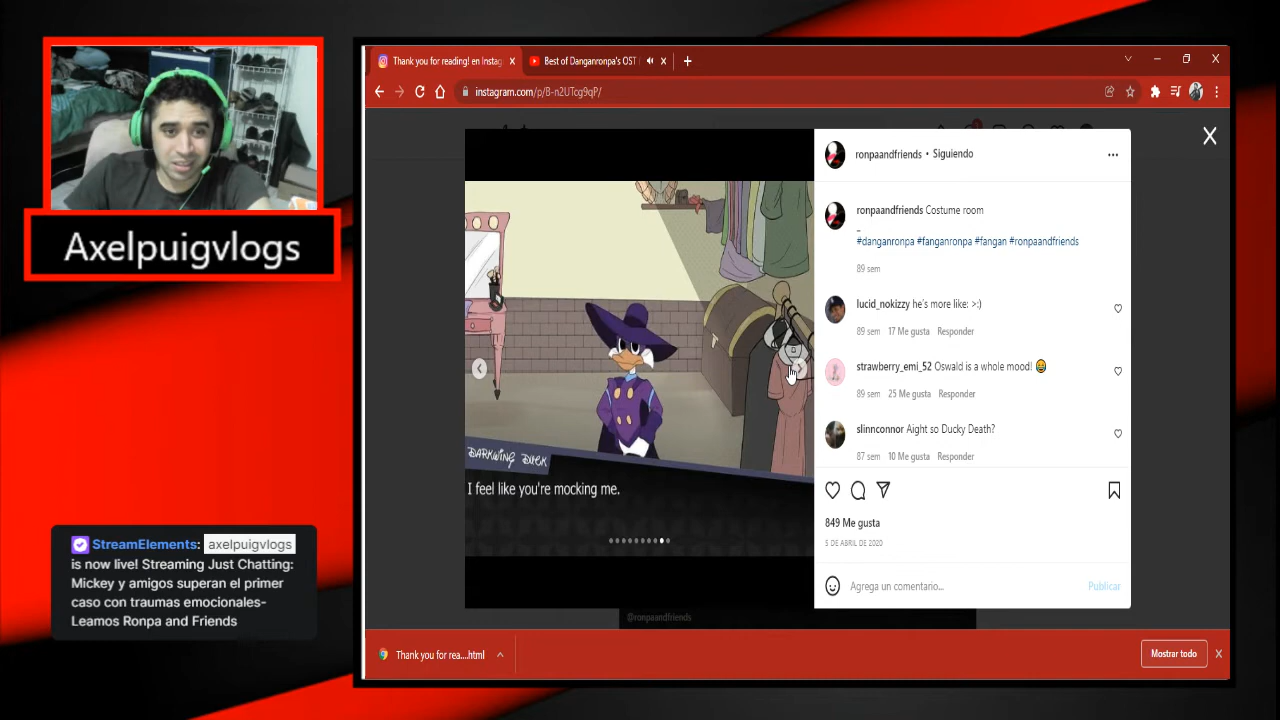 Axelpuigvlogs
StreamElements: axelpuigvlogs
is now live! Streaming Just Chatting:
Mickey y amigos superan el primer
caso con traumas emocionales-
Leamos Ronpa and Friends
Thank you for reading! en Instag
Best of Danganronpa's OST
instagram.com/p/B-n2UTcg9qP/
DARKWING DUCK
I feel like you're mocking me.
ronpaandfriends • Siguiendo
ronpaandfriends Costume room
_
#danganronpa #fanganronpa #fangan #ronpaandfriends
89 sem
lucid_nokizzy he's more like: >:)
89 sem 17 Me gusta Responder
strawberry_emi_52 Oswald is a whole mood! 😄
89 sem 25 Me gusta Responder
slinnconnor Aight so Ducky Death?
87 sem 10 Me gusta Responder
849 Me gusta
5 DE ABRIL DE 2020
Agrega un comentario... Publicar
@ronpaandfriends
Thank you for rea....html
Mostrar todo